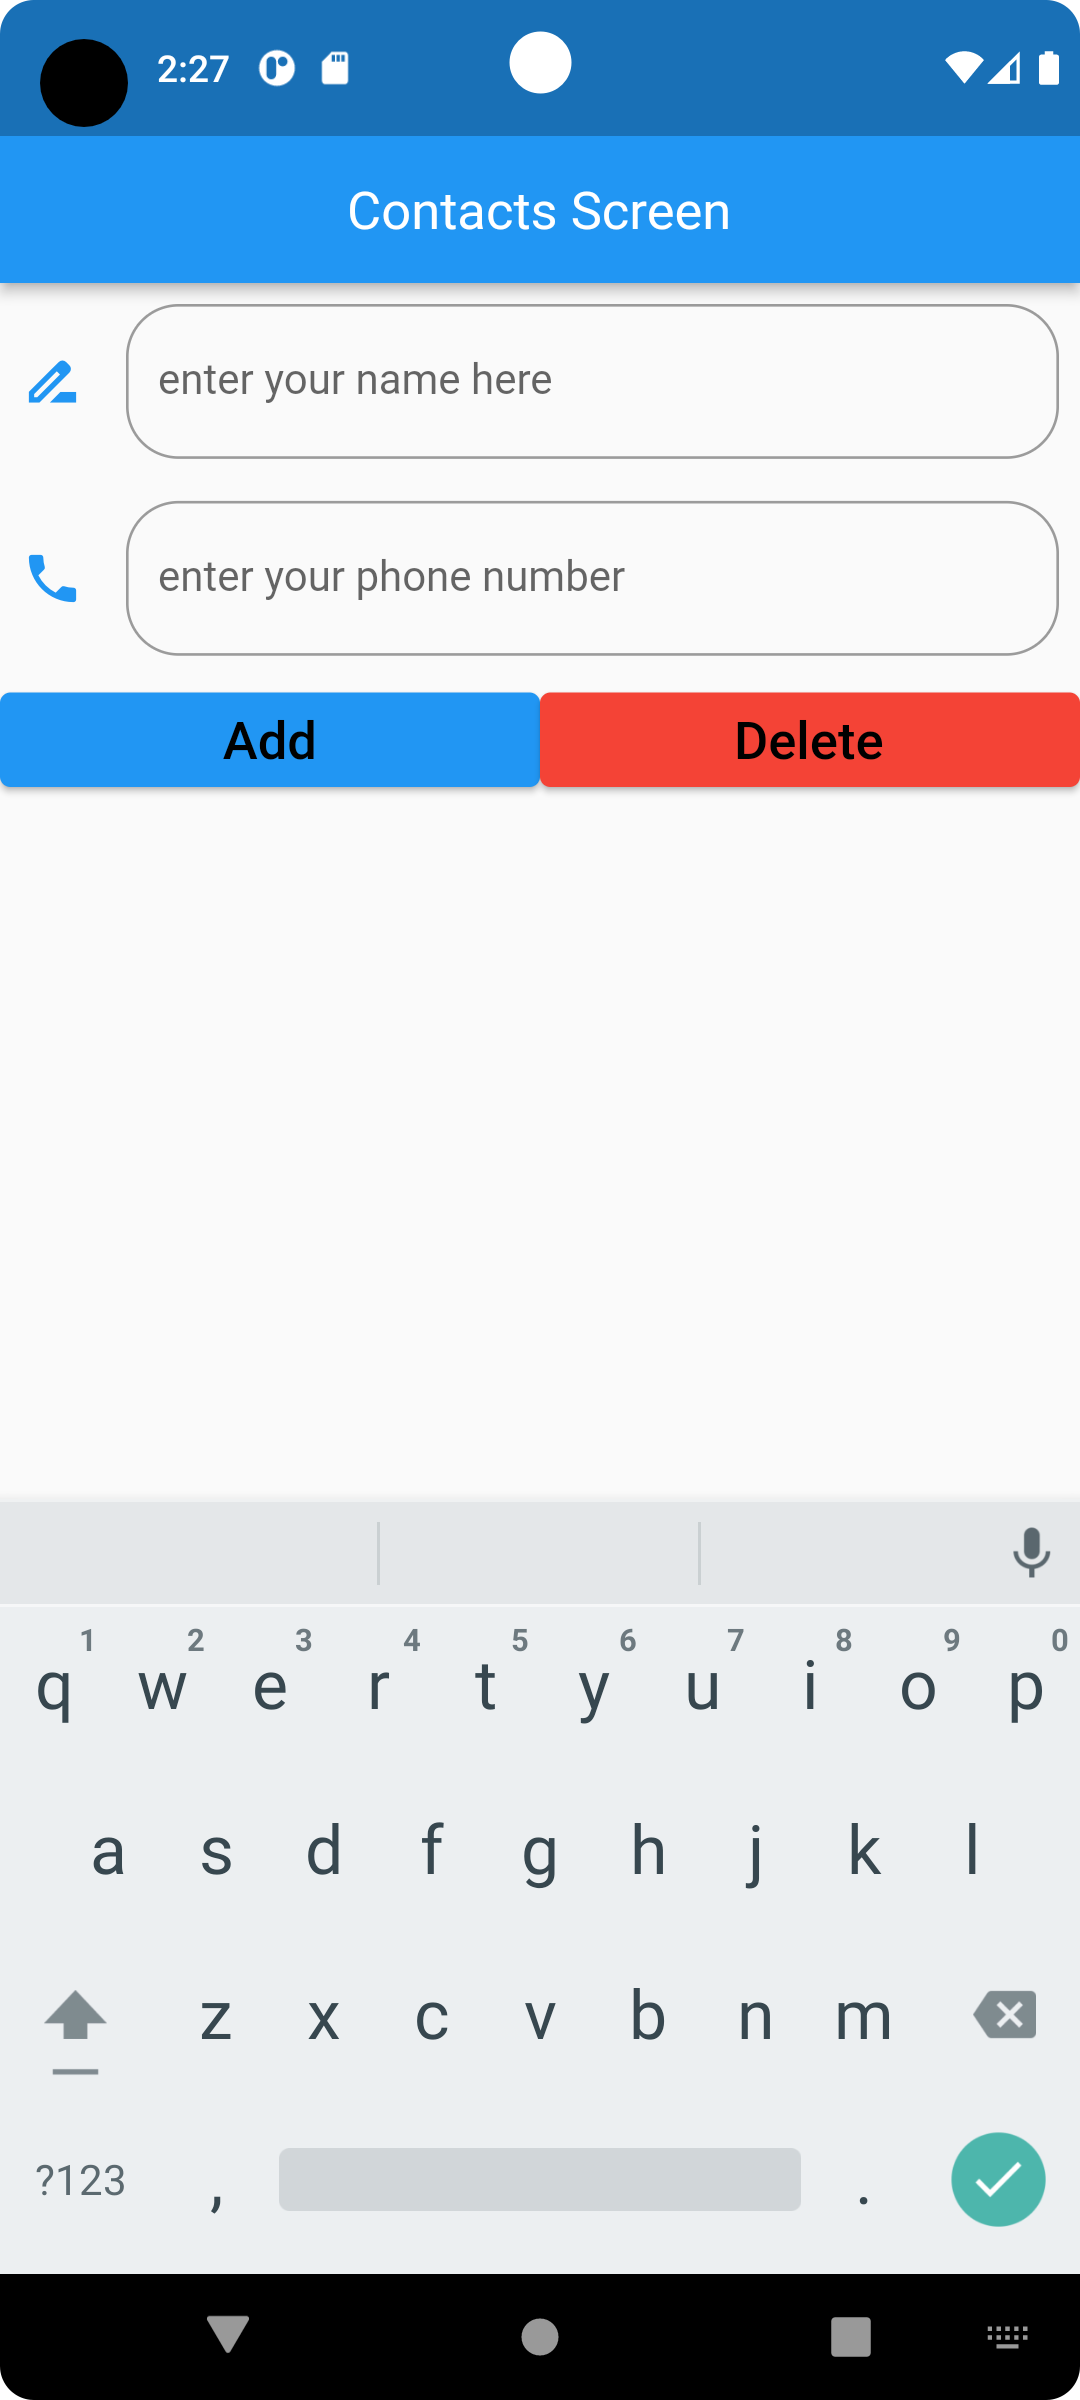 2:27
Contacts Screen
enter your name here
enter your phone number
Add Delete
1 2 3 4 5 6 7 8 9 0
q w e r t y u i o p
a s d f g h j k l
z x c v b n m
?123 , .